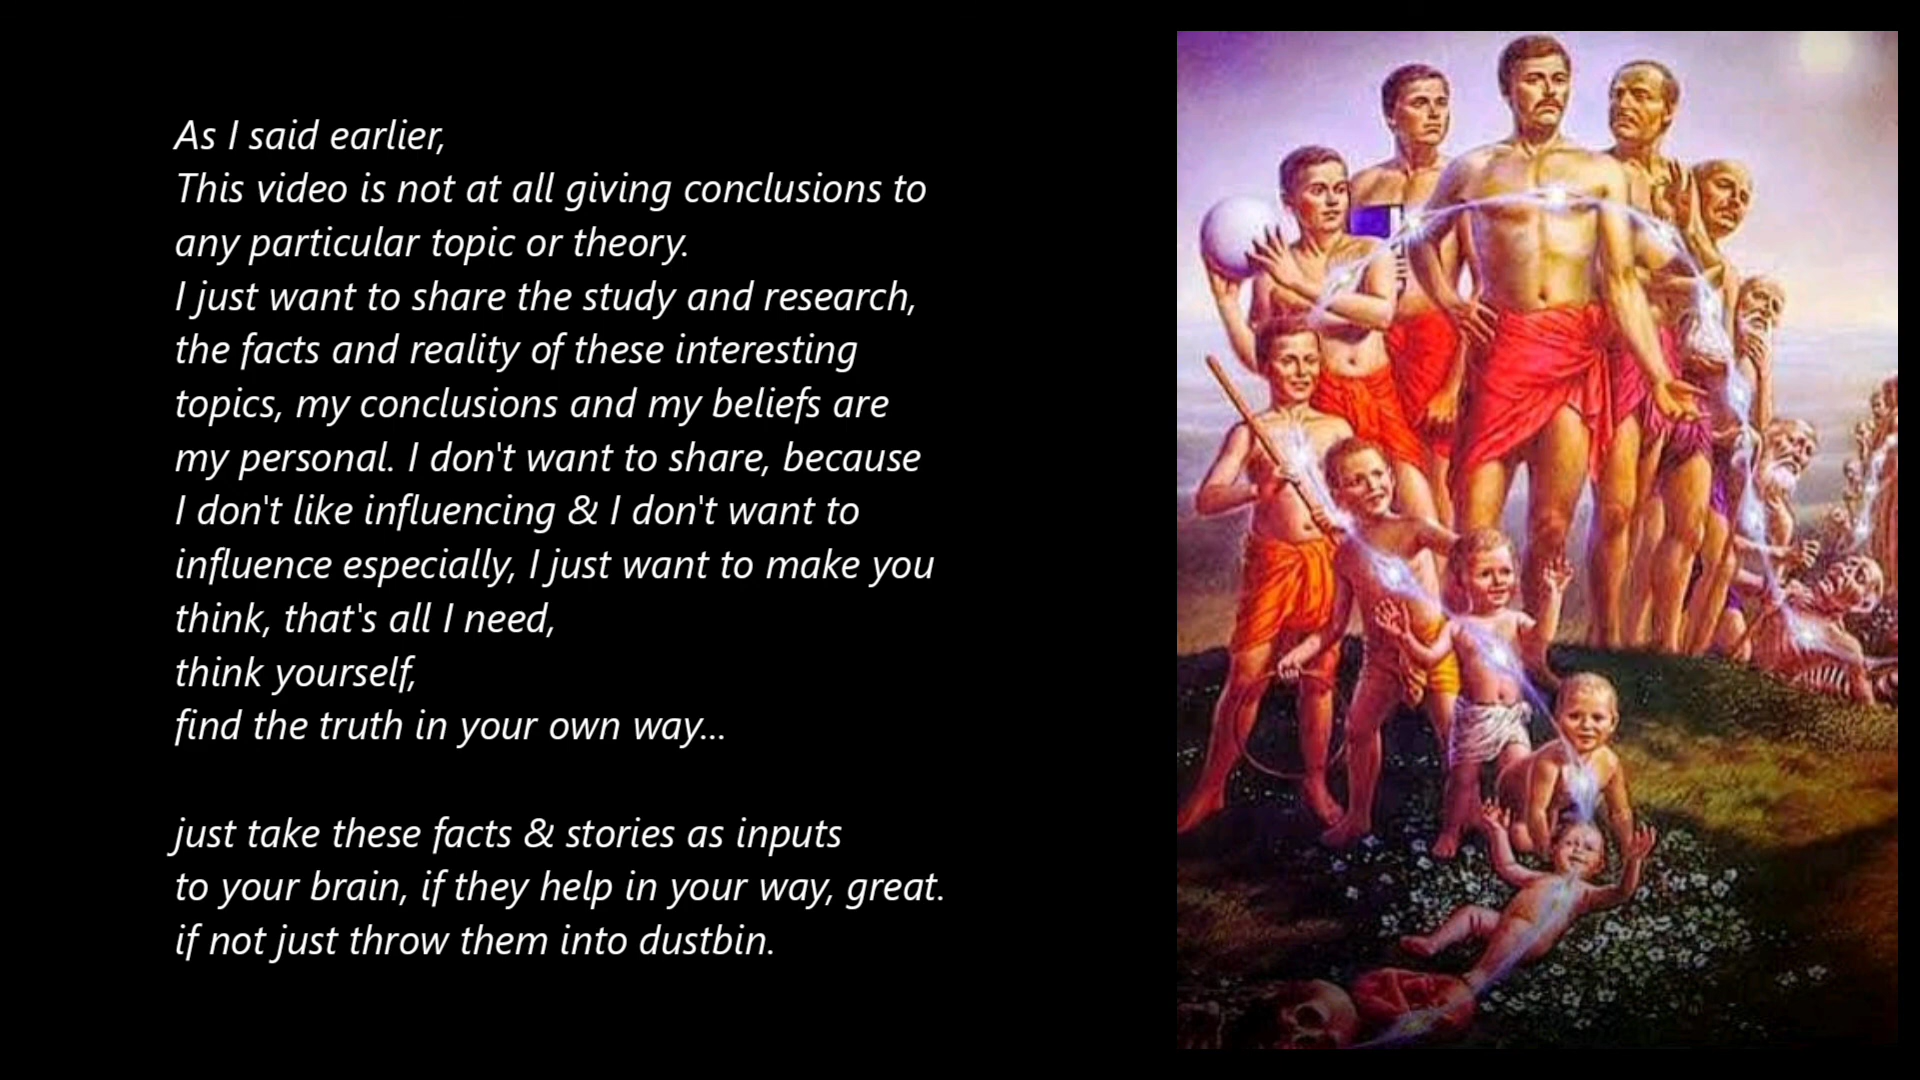 As I said earlier,
This video is not at all giving conclusions to
any particular topic or theory.
I just want to share the study and research,
the facts and reality of these interesting
topics, my conclusions and my beliefs are
my personal. I don't want to share, because
I don't like influencing & I don't want to
influence especially, I just want to make you
think, that's all I need,
think yourself,
find the truth in your own way...
just take these facts & stories as inputs
to your brain, if they help in your way, great.
if not just throw them into dustbin.